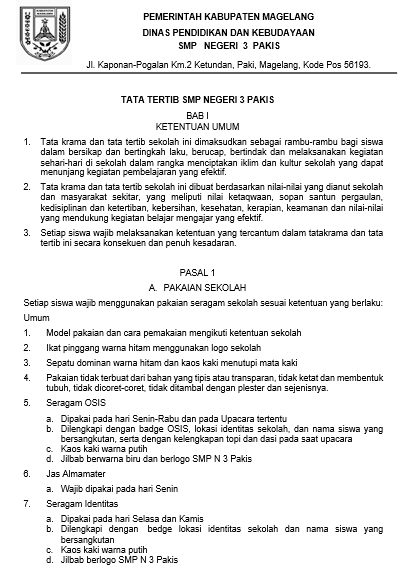 PEMERINTAH KABUPATEN MAGELANG
DINAS PENDIDIKAN DAN KEBUDAYAAN
SMP NEGERI 3 PAKIS
Jl. Kaponan-Pogalan Km.2 Ketundan, Paki, Magelang, Kode Pos 56193.
TATA TERTIB SMP NEGERI 3 PAKIS
BAB I
KETENTUAN UMUM
1. Tata krama dan tata tertib sekolah ini dimaksudkan sebagai rambu-rambu bagi siswa
dalam bersikap dan bertingkah laku, berucap, bertindak dan melaksanakan kegiatan
sehari-hari di sekolah dalam rangka menciptakan iklim dan kultur sekolah yang dapat
menunjang kegiatan pembelajaran yang efektif.
2. Tata krama dan tata tertib sekolah ini dibuat berdasarkan nilai-nilai yang dianut sekolah
dan masyarakat sekitar, yang meliputi nilai ketaqwaan, sopan santun pergaulan,
kedisiplinan dan ketertiban, kebersihan, kesehatan, kerapian, keamanan dan nilai-nilai
yang mendukung kegiatan belajar mengajar yang efektif.
3. Setiap siswa wajib melaksanakan ketentuan yang tercantum dalam tatakrama dan tata
tertib ini secara konsekuen dan penuh kesadaran.
PASAL 1
A. PAKAIAN SEKOLAH
Setiap siswa wajib menggunakan pakaian seragam sekolah sesuai ketentuan yang berlaku:
Umum
1. Model pakaian dan cara pemakaian mengikuti ketentuan sekolah
2. Ikat pinggang warna hitam menggunakan logo sekolah
3. Sepatu dominan warna hitam dan kaos kaki menutupi mata kaki
4. Pakaian tidak terbuat dari bahan yang tipis atau transparan, tidak ketat dan membentuk
tubuh, tidak dicoret-coret, tidak ditambal dengan plester dan sejenisnya.
5. Seragam OSIS
a. Dipakai pada hari Senin-Rabu dan pada Upacara tertentu
b. Dilengkapi dengan badge OSIS, lokasi identitas sekolah, dan nama siswa yang
bersangkutan, serta dengan kelengkapan topi dan dasi pada saat upacara
c. Kaos kaki warna putih
d. Jilbab berwarna biru dan berlogo SMP N 3 Pakis
6. Jas Almamater
a. Wajib dipakai pada hari Senin
7. Seragam Identitas
a. Dipakai pada hari Selasa dan Kamis
b. Dilengkapi dengan bedge lokasi identitas sekolah dan nama siswa yang
bersangkutan
c. Kaos kaki warna putih
d. Jilbab berlogo SMP N 3 Pakis